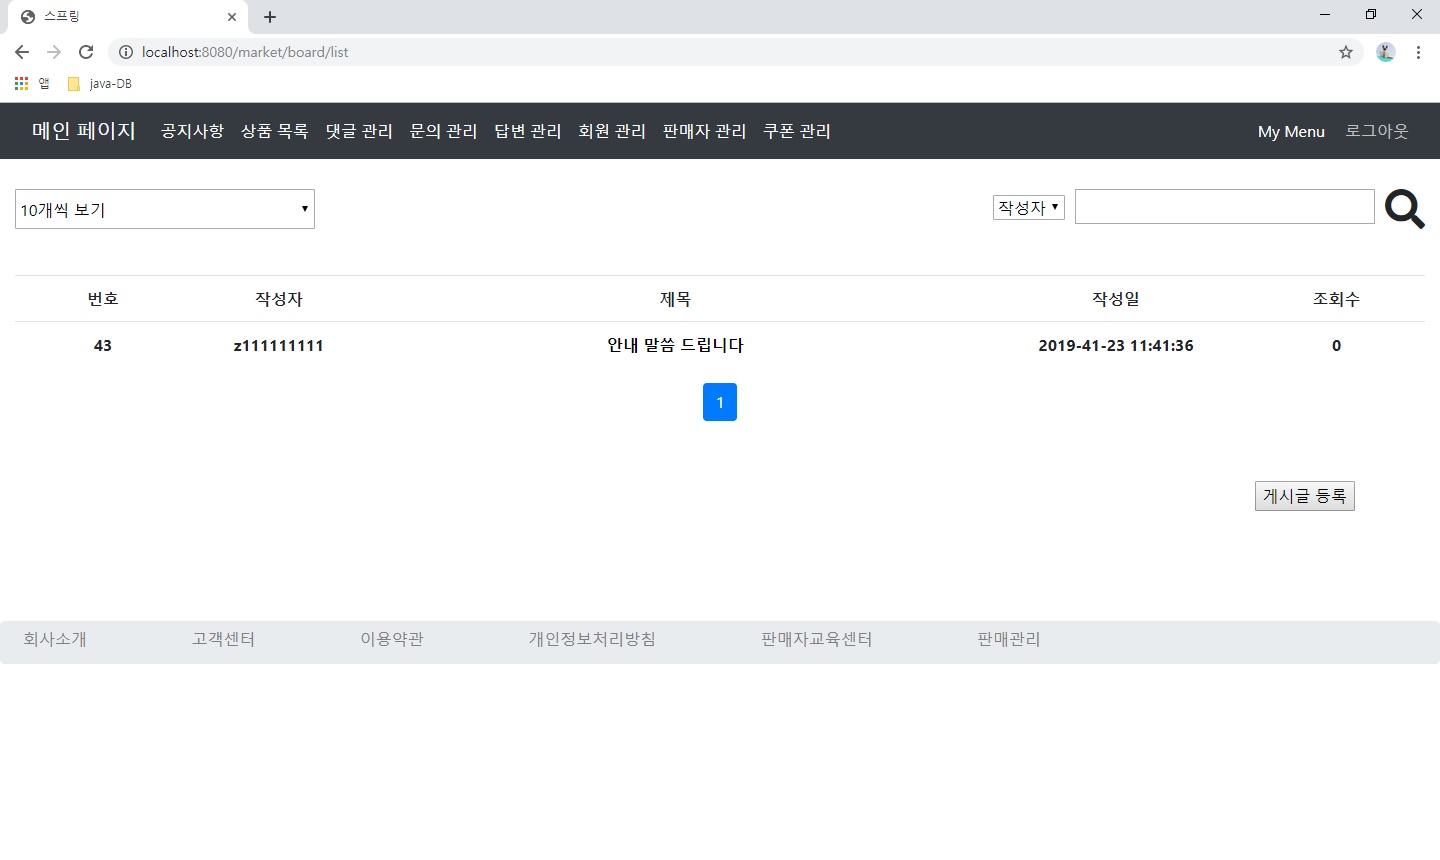 스프링
localhost:8080/market/board/list
앱 java-DB
메인 페이지 공지사항 상품 목록 댓글 관리 문의 관리 답변 관리 회원 관리 판매자 관리 쿠폰 관리 My Menu 로그아웃
10개씩 보기 작성자
번호 작성자 제목 작성일 조회수
43 z111111111 안내 말씀 드립니다 2019-41-23 11:41:36 0
1
게시글 등록
회사소개 고객센터 이용약관 개인정보처리방침 판매자교육센터 판매관리